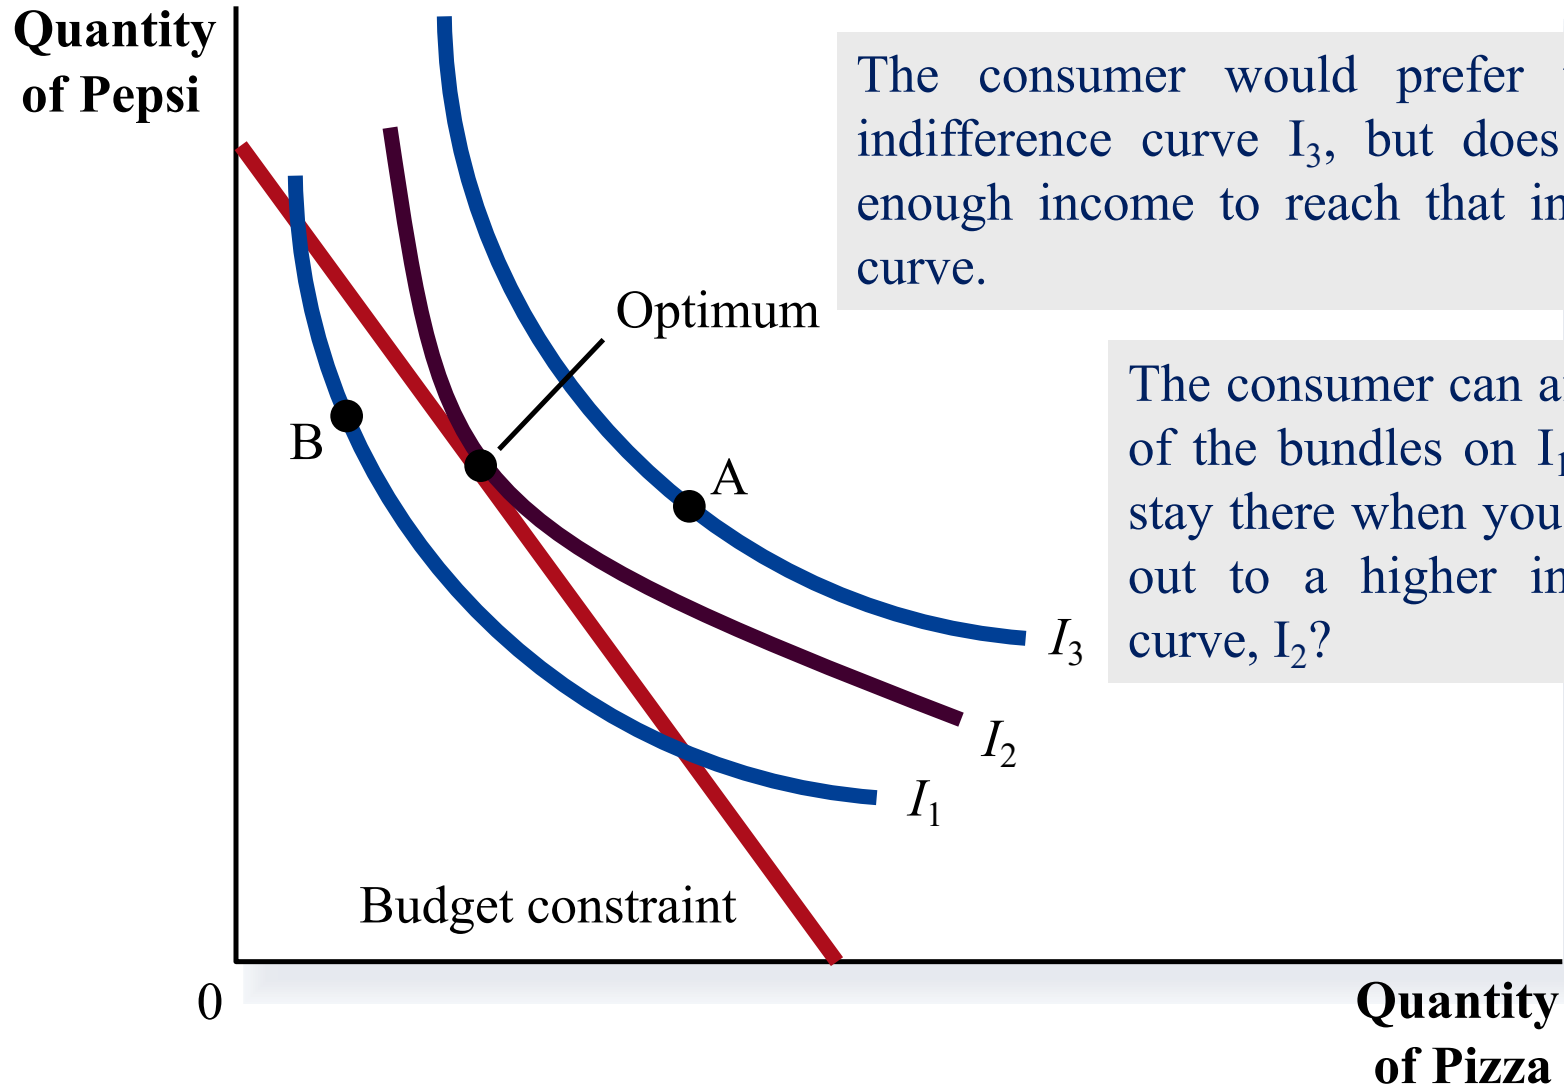 Quantity
of Pepsi
The consumer would prefer
indifference curve I₃, but does
enough income to reach that in
curve.
Optimum
The consumer can a
of the bundles on I₁
stay there when you
out to a higher in
curve, I₂?
B
A
I₃
I₂
I₁
Budget constraint
0
Quantity
of Pizza